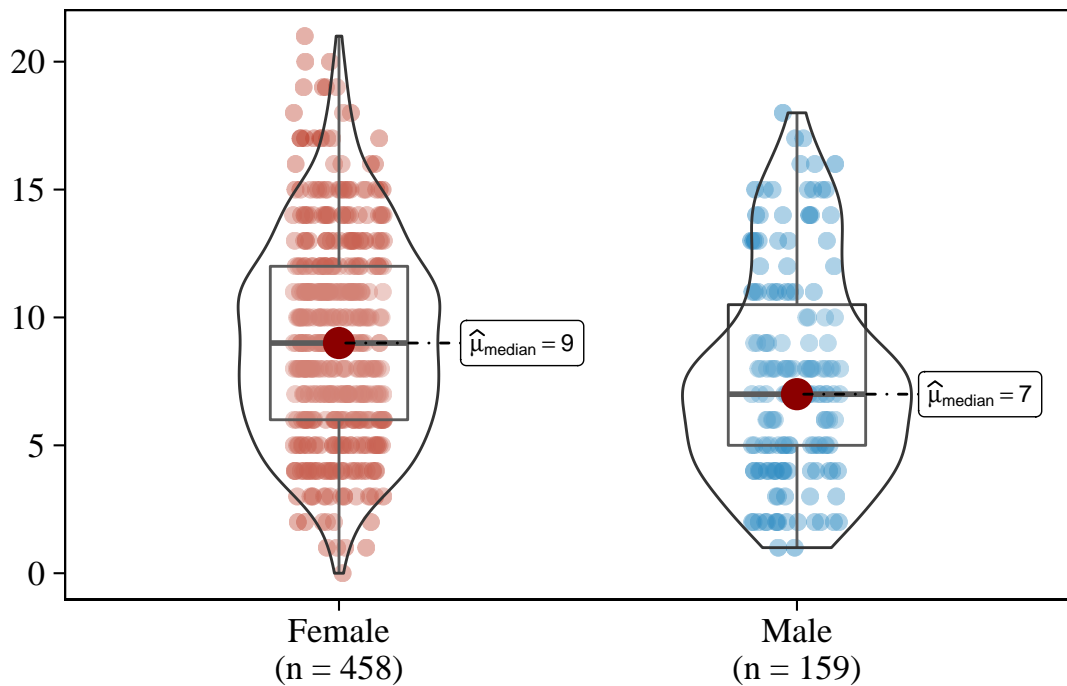 20
15
10
5
0
μ̂median = 9
μ̂median = 7
Female
(n = 458)
Male
(n = 159)